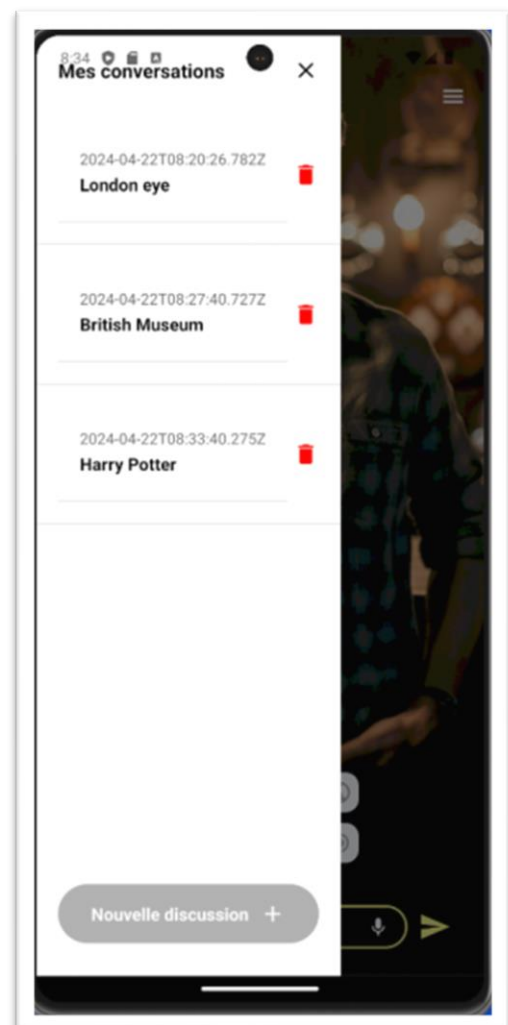 8:34
Mes conversations
2024-04-22T08:20:26.782Z
London eye
2024-04-22T08:27:40.727Z
British Museum
2024-04-22T08:33:40.275Z
Harry Potter
Nouvelle discussion +